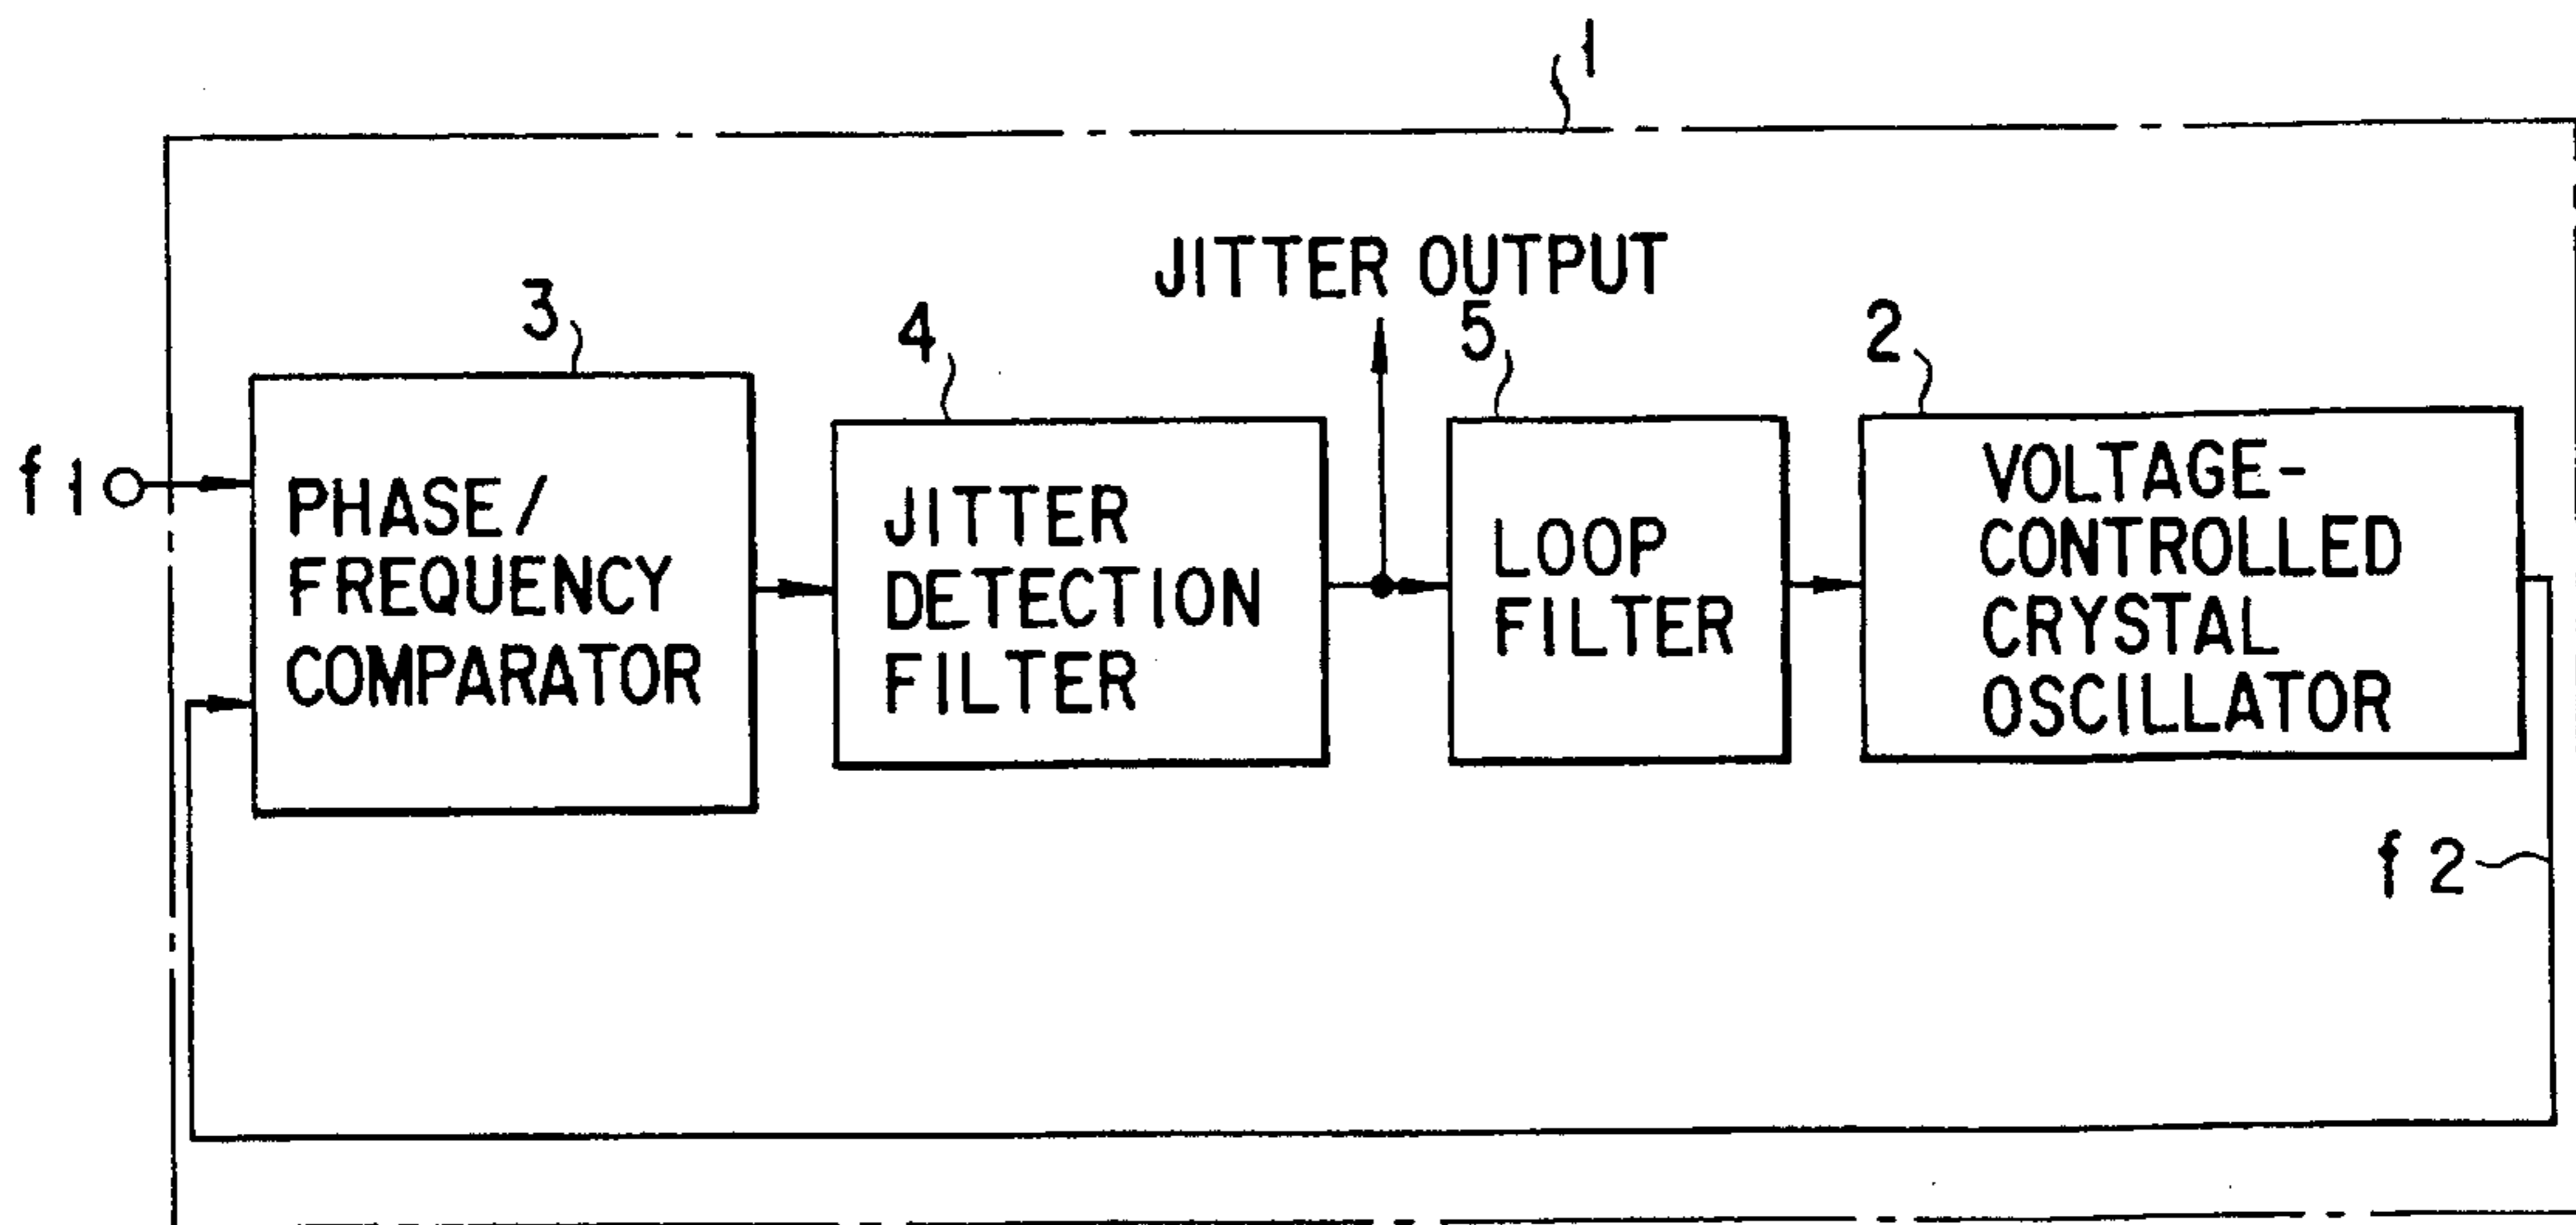 1
JITTER OUTPUT
3
4
5
2
f1
PHASE/
FREQUENCY
COMPARATOR
JITTER
DETECTION
FILTER
LOOP
FILTER
VOLTAGE-
CONTROLLED
CRYSTAL
OSCILLATOR
f2